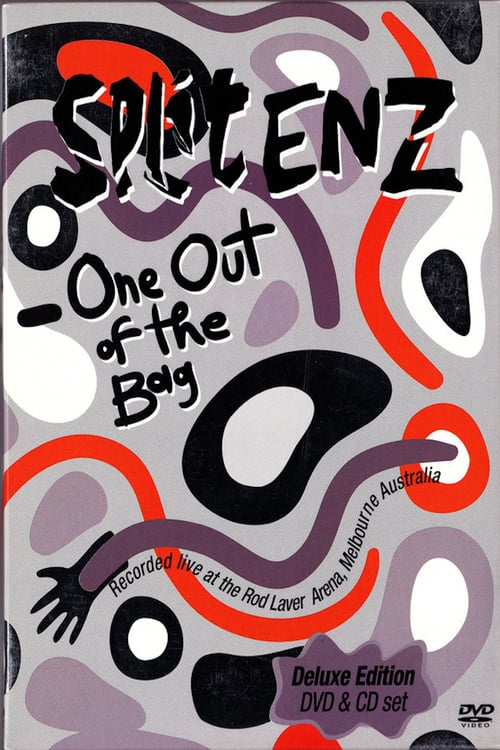 SPLIT ENZ
One Out
of the
Bag
Recorded live at the Rod Laver Arena, Melbourne Australia
Deluxe Edition
DVD & CD set
DVD
VIDEO